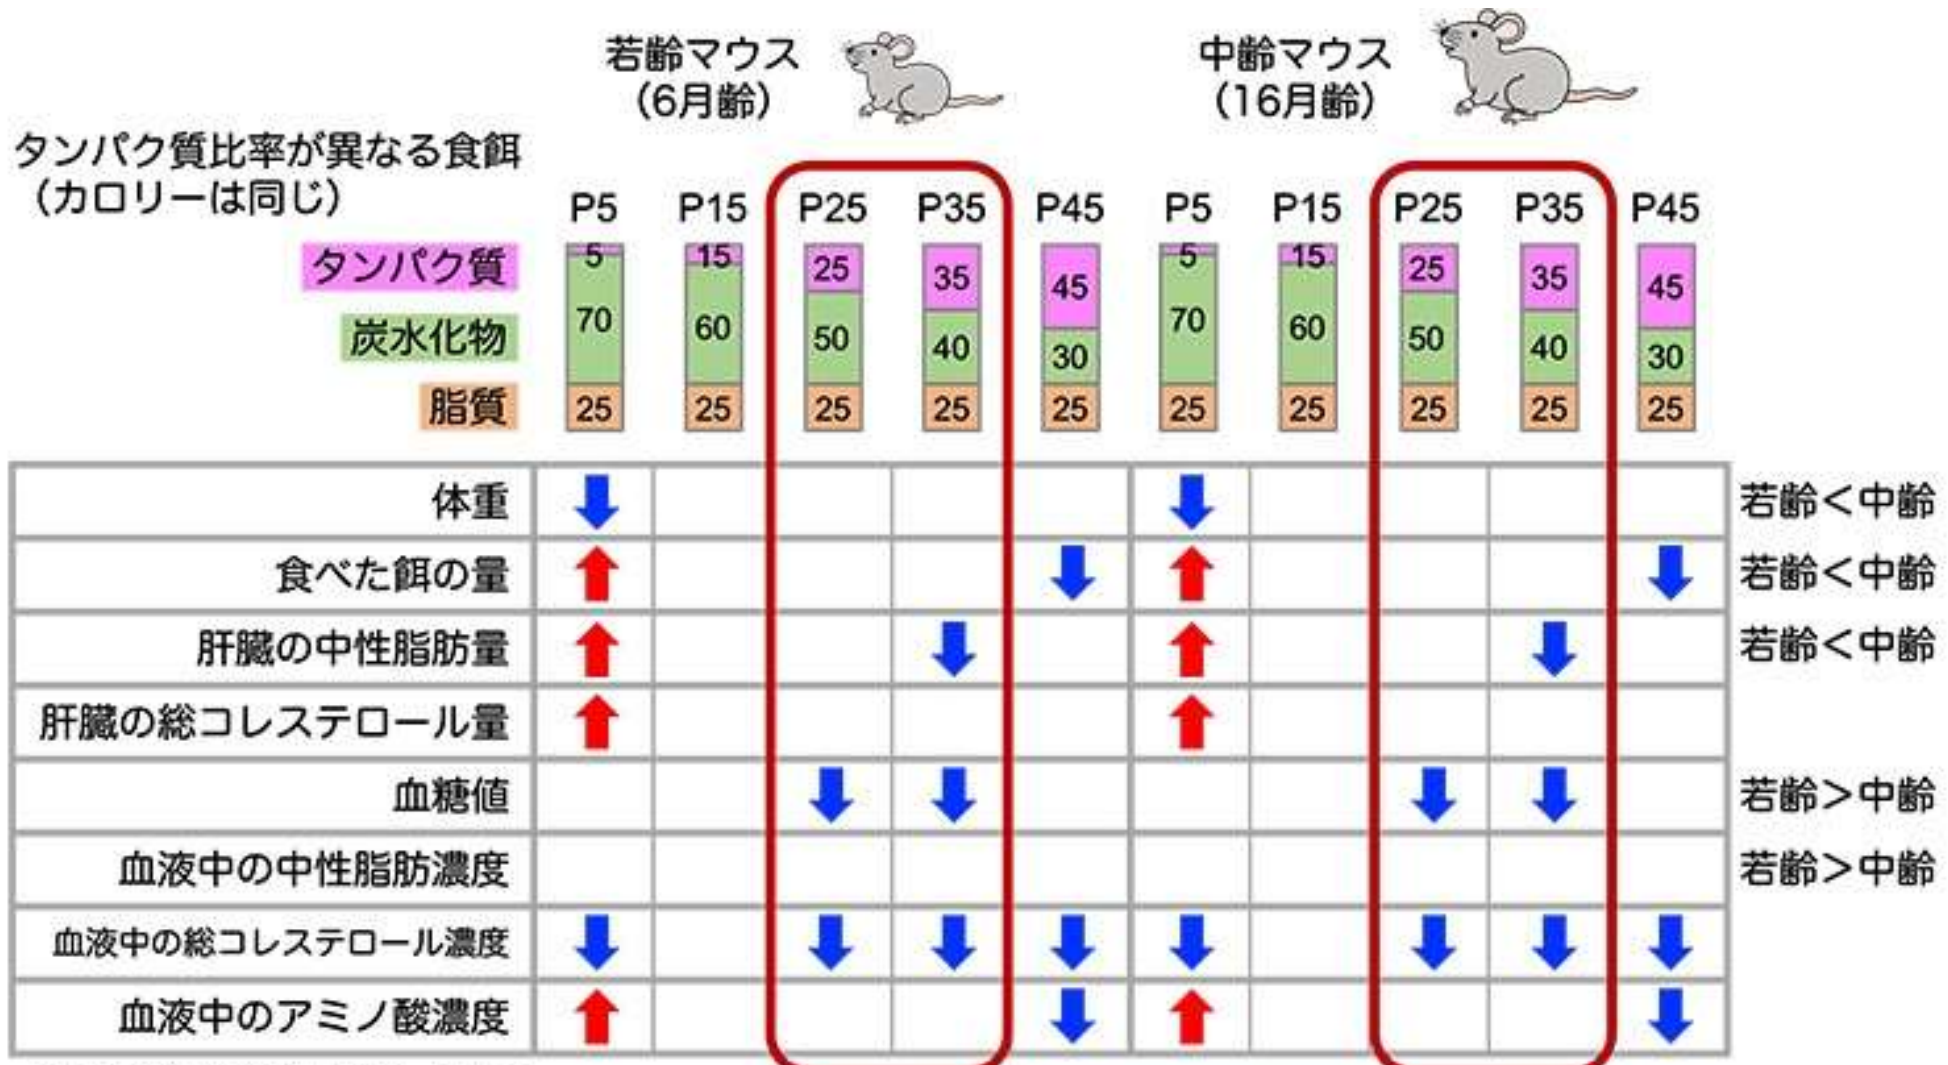 若齢マウス
(6月齢)
中齢マウス
(16月齢)
タンパク質比率が異なる食餌
(カロリーは同じ)
P5 P15 P25 P35 P45 P5 P15 P25 P35 P45
タンパク質 5 15 25 35 45 5 15 25 35 45
炭水化物 70 60 50 40 30 70 60 50 40 30
脂質 25 25 25 25 25 25 25 25 25 25
体重 若齢<中齢
食べた餌の量 若齢<中齢
肝臓の中性脂肪量 若齢<中齢
肝臓の総コレステロール量
血糖値 若齢>中齢
血液中の中性脂肪濃度 若齢>中齢
血液中の総コレステロール濃度
血液中のアミノ酸濃度